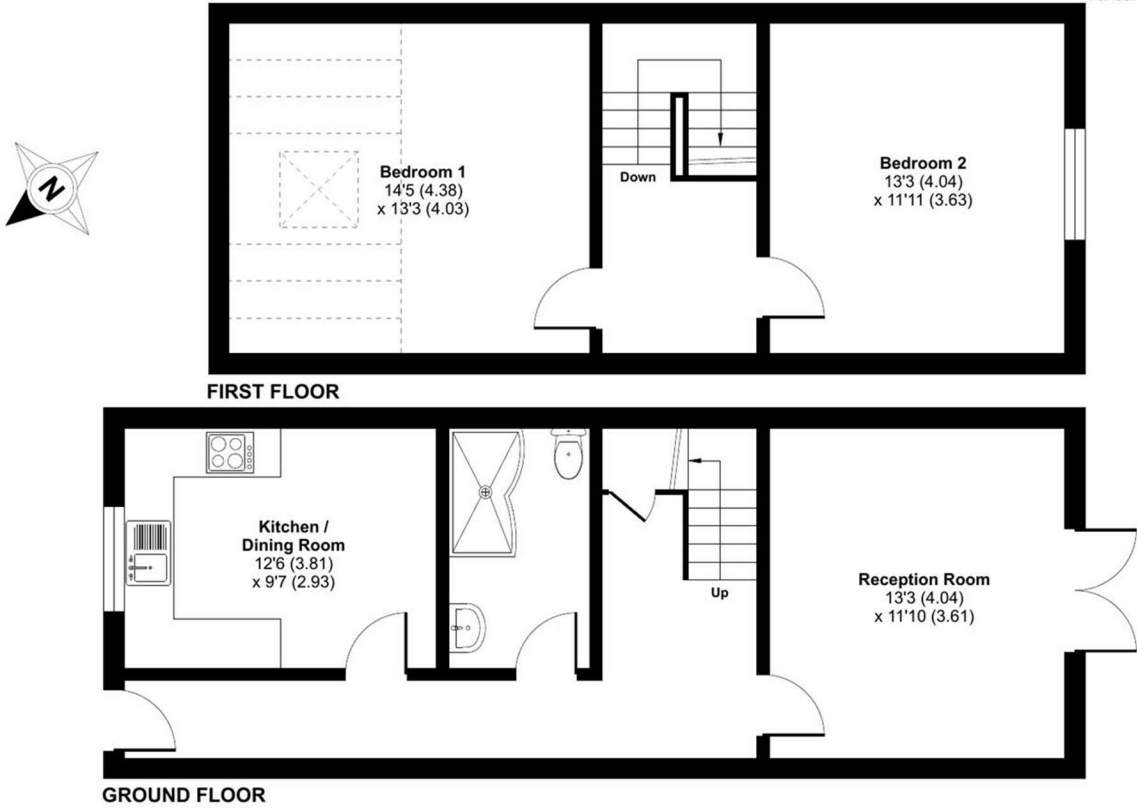 Bedroom 1
14'5 (4.38)
x 13'3 (4.03)
Down
Bedroom 2
13'3 (4.04)
x 11'11 (3.63)
N
FIRST FLOOR
Kitchen /
Dining Room
12'6 (3.81)
x 9'7 (2.93)
Up
Reception Room
13'3 (4.04)
x 11'10 (3.61)
GROUND FLOOR